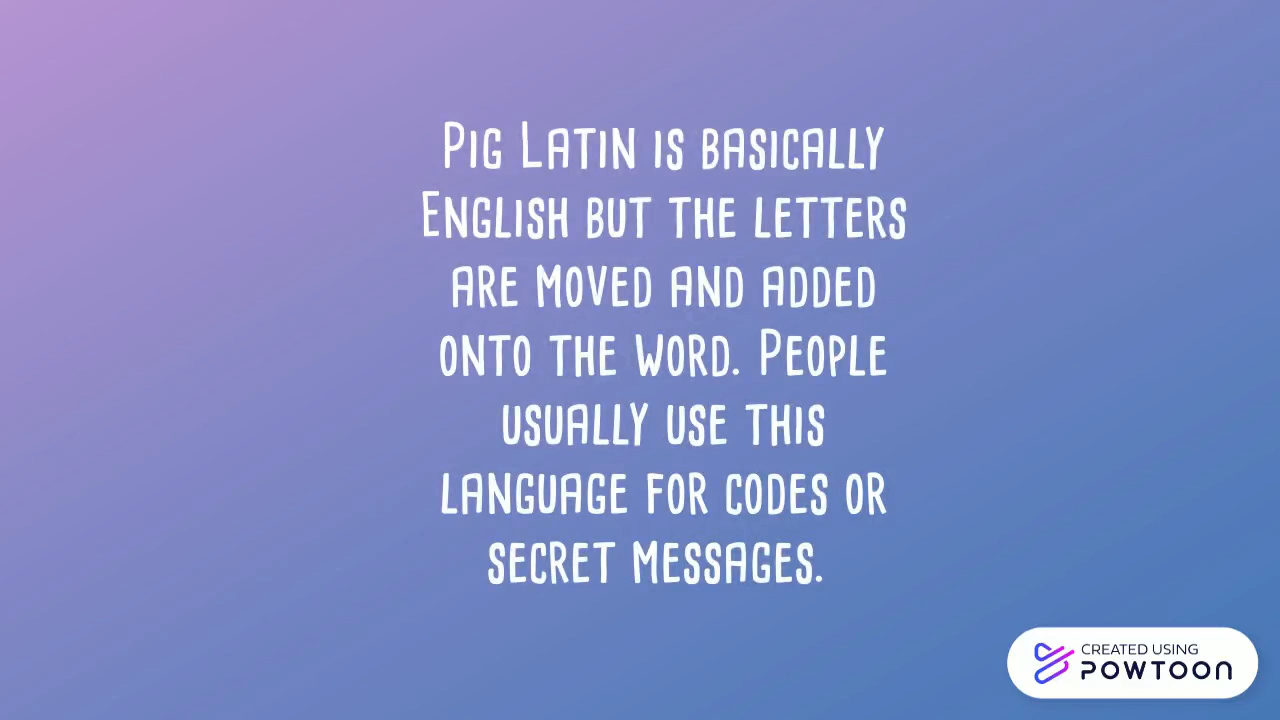 Pig Latin is basically
English but the letters
are moved and added
onto the word. People
usually use this
language for codes or
secret messages.
CREATED USING
POWTOON